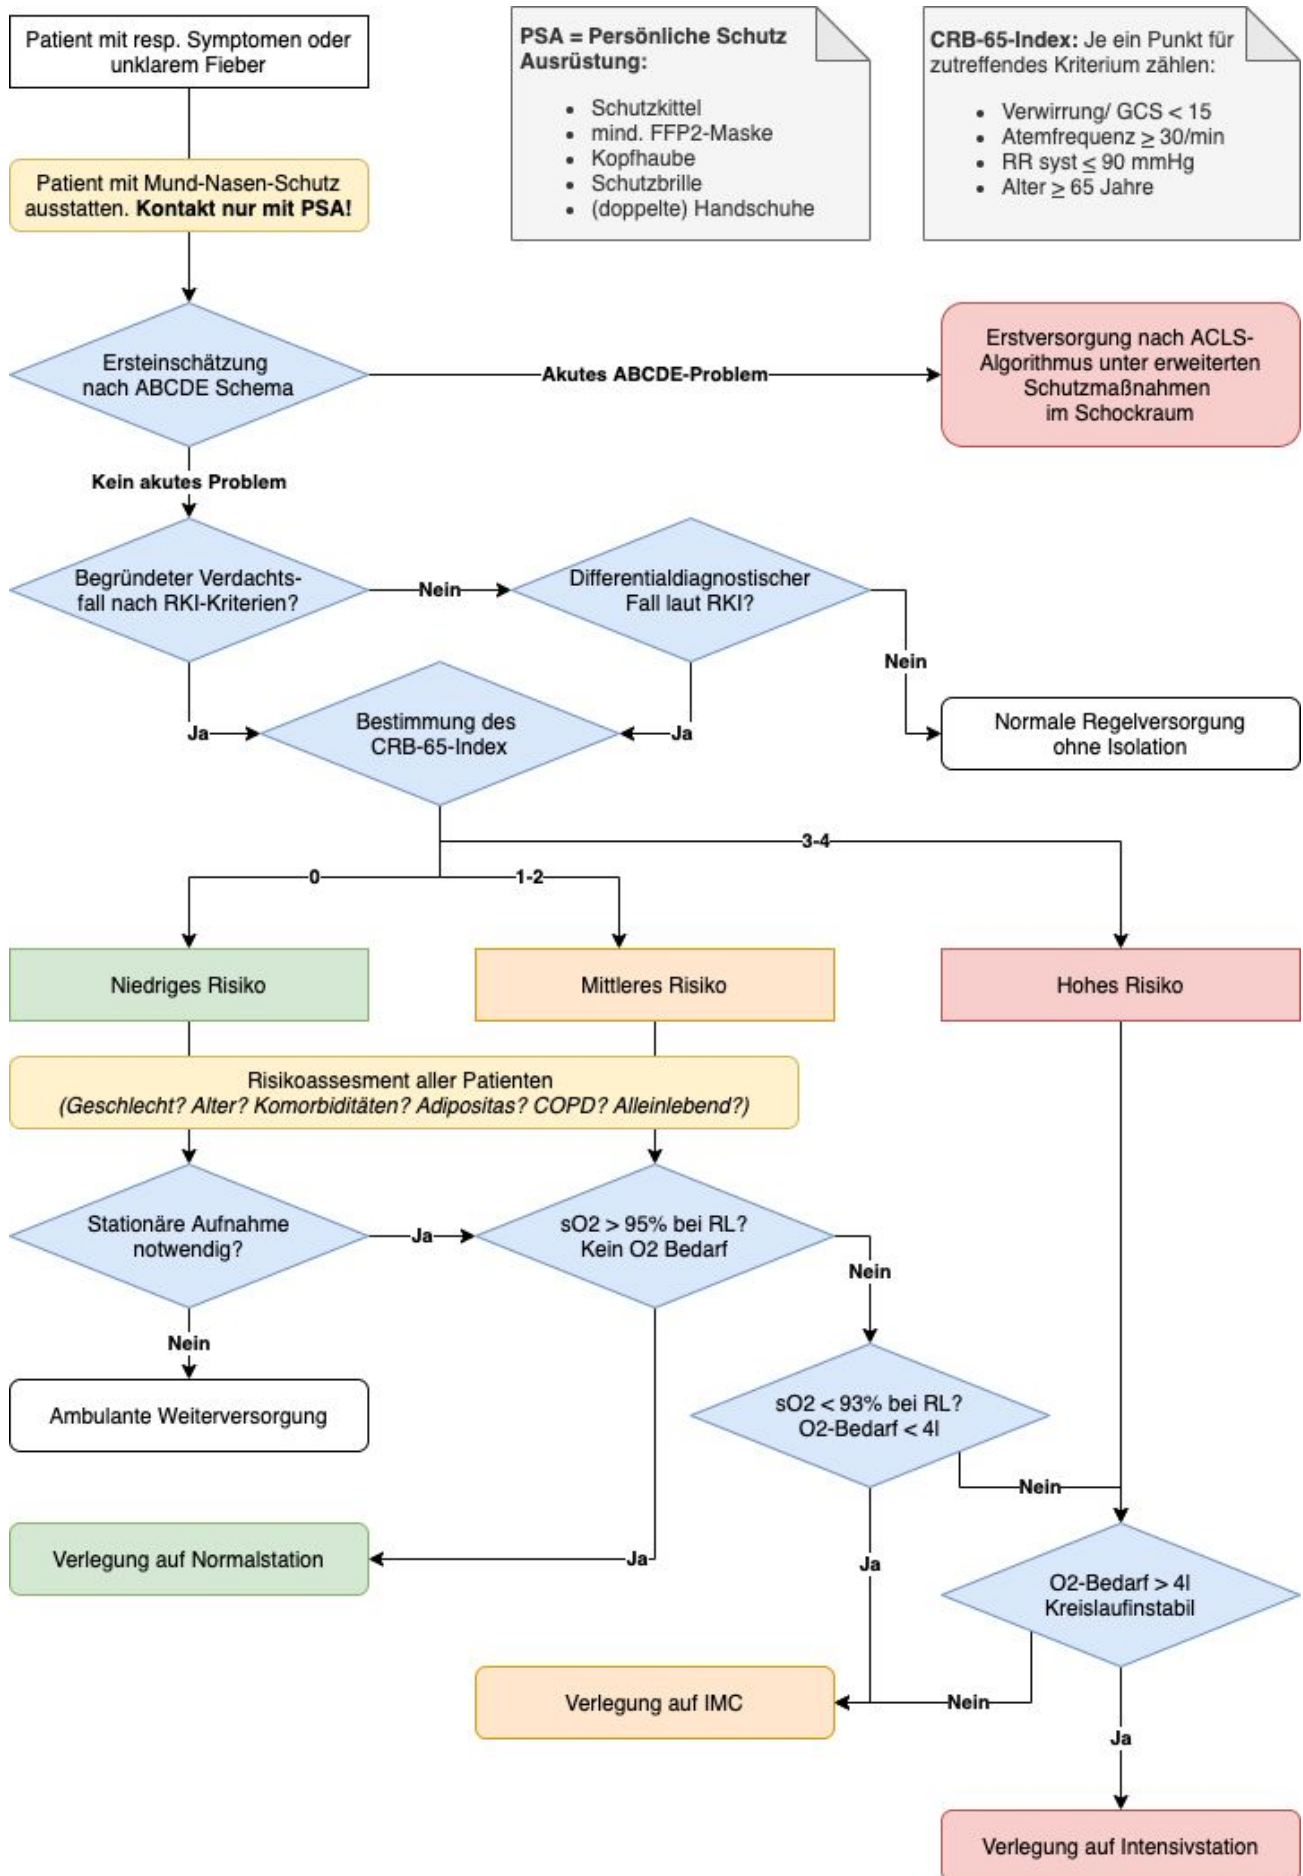 Patient mit resp. Symptomen oder
unklarem Fieber
PSA = Persönliche Schutz
Ausrüstung:
• Schutzkittel
• mind. FFP2-Maske
• Kopfhaube
• Schutzbrille
• (doppelte) Handschuhe
CRB-65-Index: Je ein Punkt für
zutreffendes Kriterium zählen:
• Verwirrung/ GCS < 15
• Atemfrequenz ≥ 30/min
• RR syst ≤ 90 mmHg
• Alter ≥ 65 Jahre
Patient mit Mund-Nasen-Schutz
ausstatten. Kontakt nur mit PSA!
Ersteinschätzung
nach ABCDE Schema
Akutes ABCDE-Problem
Erstversorgung nach ACLS-
Algorithmus unter erweiterten
Schutzmaßnahmen
im Schockraum
Kein akutes Problem
Begründeter Verdachts-
fall nach RKI-Kriterien?
Nein
Differentialdiagnostischer
Fall laut RKI?
Nein
Ja
Bestimmung des
CRB-65-Index
Ja
Normale Regelversorgung
ohne Isolation
3-4
0
1-2
Niedriges Risiko
Mittleres Risiko
Hohes Risiko
Risikoassesment aller Patienten
(Geschlecht? Alter? Komorbiditäten? Adipositas? COPD? Alleinlebend?)
Stationäre Aufnahme
notwendig?
Ja
sO2 > 95% bei RL?
Kein O2 Bedarf
Nein
Nein
Ambulante Weiterversorgung
sO2 < 93% bei RL?
O2-Bedarf < 4l
Nein
Verlegung auf Normalstation
Ja
Ja
O2-Bedarf > 4l
Kreislaufinstabil
Verlegung auf IMC
Nein
Ja
Verlegung auf Intensivstation